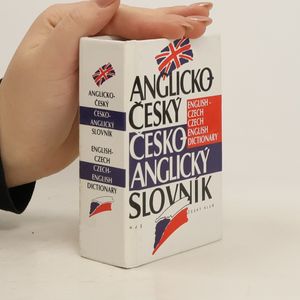 ANGLICKO-
ČESKÝ
ČESKO-
ANGLICKÝ
SLOVNÍK
ENGLISH-
CZECH
CZECH-
ENGLISH
DICTIONARY
ANGLICKO-
ČESKÝ
ČESKO
ANGLICKÝ
SLOVNÍK
ENGLISH-
CZECH
CZECH
ENGLISH
DICTIONARY